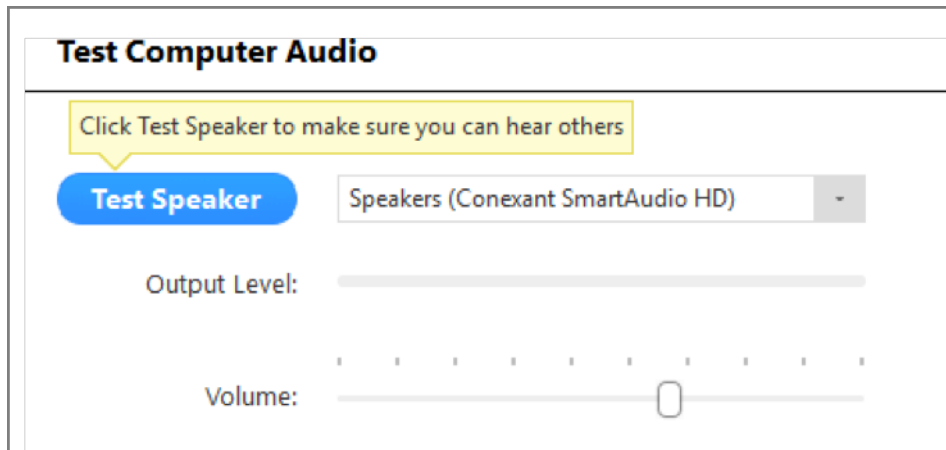 Test Computer Audio
Click Test Speaker to make sure you can hear others
Test Speaker
Speakers (Conexant SmartAudio HD)
Output Level:
Volume: